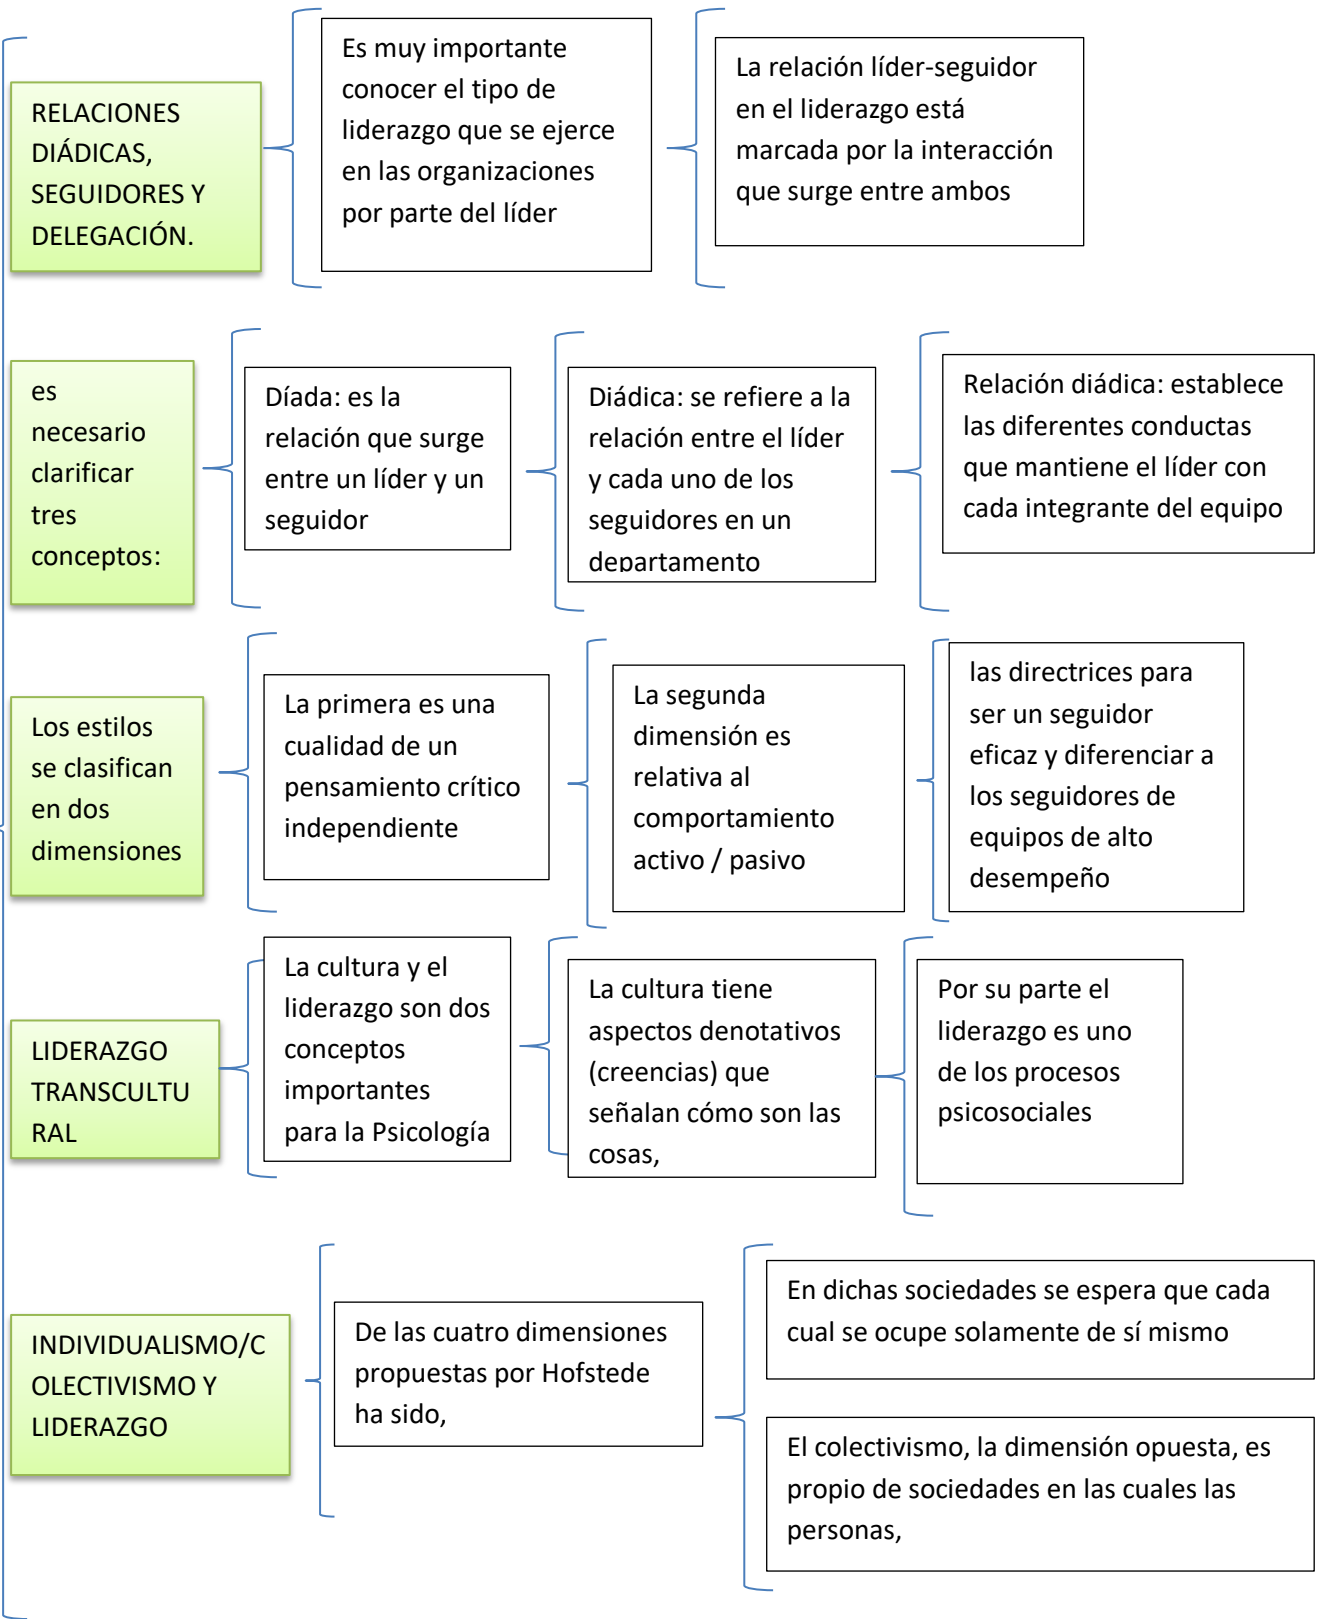 RELACIONES
DIÁDICAS,
SEGUIDORES Y
DELEGACIÓN.
Es muy importante
conocer el tipo de
liderazgo que se ejerce
en las organizaciones
por parte del líder
La relación líder-seguidor
en el liderazgo está
marcada por la interacción
que surge entre ambos
es
necesario
clarificar
tres
conceptos:
Díada: es la
relación que surge
entre un líder y un
seguidor
Diádica: se refiere a la
relación entre el líder
y cada uno de los
seguidores en un
departamento
Relación diádica: establece
las diferentes conductas
que mantiene el líder con
cada integrante del equipo
Los estilos
se clasifican
en dos
dimensiones
La primera es una
cualidad de un
pensamiento crítico
independiente
La segunda
dimensión es
relativa al
comportamiento
activo / pasivo
las directrices para
ser un seguidor
eficaz y diferenciar a
los seguidores de
equipos de alto
desempeño
LIDERAZGO
TRANSCULTU
RAL
La cultura y el
liderazgo son dos
conceptos
importantes
para la Psicología
La cultura tiene
aspectos denotativos
(creencias) que
señalan cómo son las
cosas,
Por su parte el
liderazgo es uno
de los procesos
psicosociales
INDIVIDUALISMO/C
OLECTIVISMO Y
LIDERAZGO
De las cuatro dimensiones
propuestas por Hofstede
ha sido,
En dichas sociedades se espera que cada
cual se ocupe solamente de sí mismo
El colectivismo, la dimensión opuesta, es
propio de sociedades en las cuales las
personas,